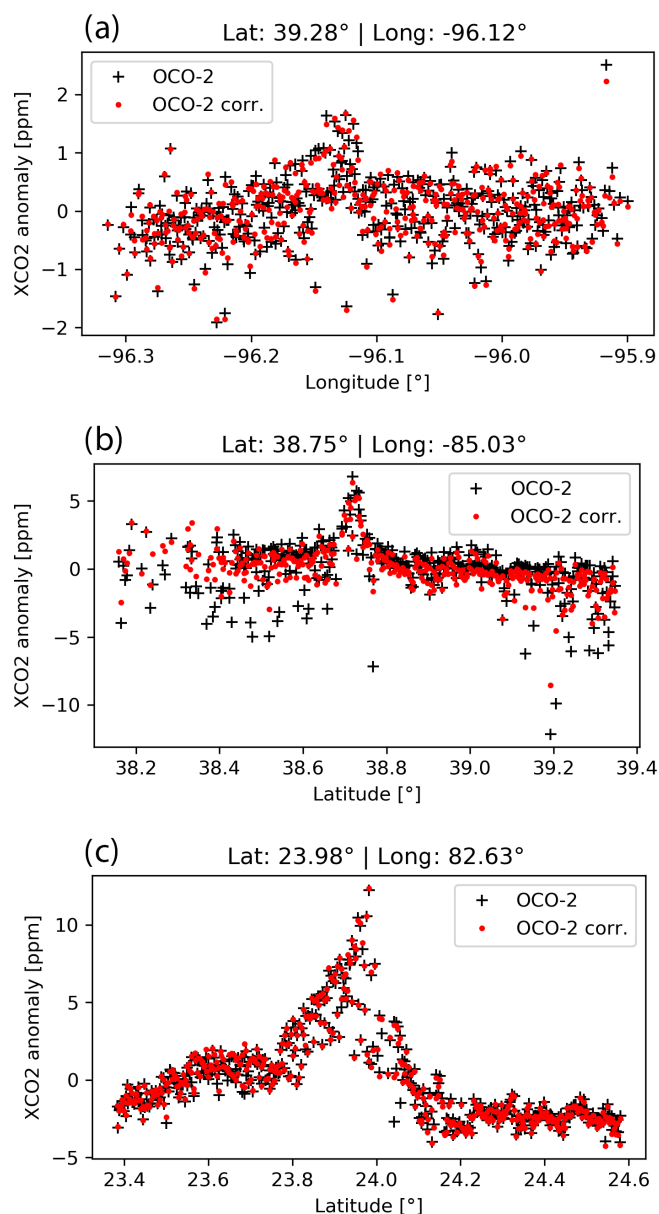 (a)
Lat: 39.28° | Long: -96.12°
OCO-2
OCO-2 corr.
XCO2 anomaly [ppm]
2
1
0
−1
−2
−96.3 −96.2 −96.1 −96.0 −95.9
Longitude [°]
(b)
Lat: 38.75° | Long: -85.03°
OCO-2
OCO-2 corr.
XCO2 anomaly [ppm]
5
0
−5
−10
38.2 38.4 38.6 38.8 39.0 39.2 39.4
Latitude [°]
(c)
Lat: 23.98° | Long: 82.63°
OCO-2
OCO-2 corr.
XCO2 anomaly [ppm]
10
5
0
−5
23.4 23.6 23.8 24.0 24.2 24.4 24.6
Latitude [°]